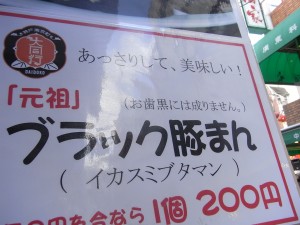 あっさりして、美味しい！
「元祖」
（お歯黒には成りません。）
ブラック豚まん
（ イカスミブタマン ）
1個 200円